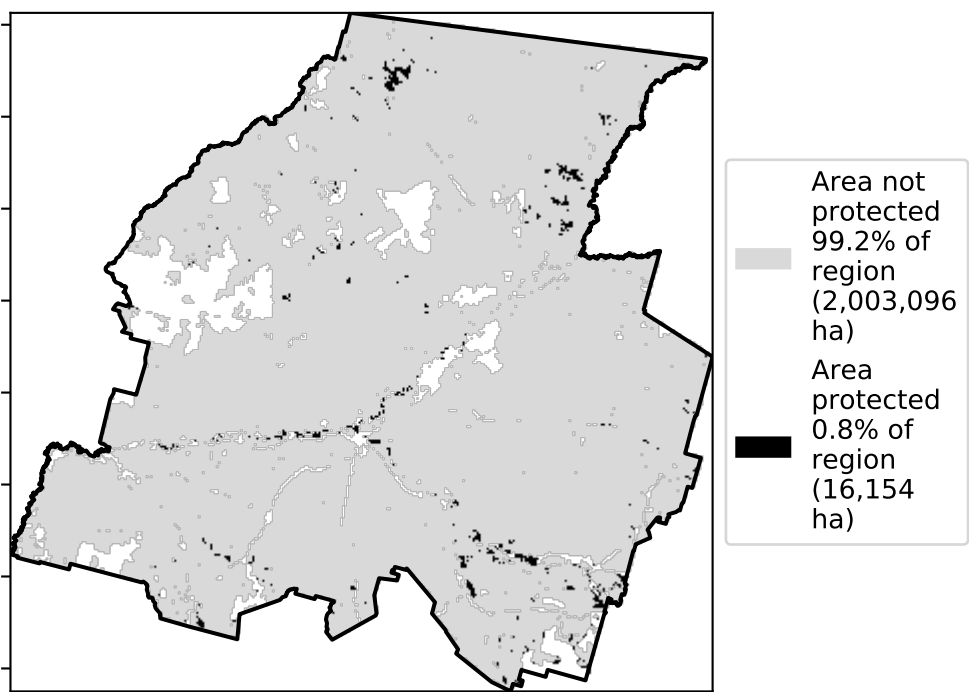 Area not
protected
99.2% of
region
(2,003,096
ha)
Area
protected
0.8% of
region
(16,154
ha)